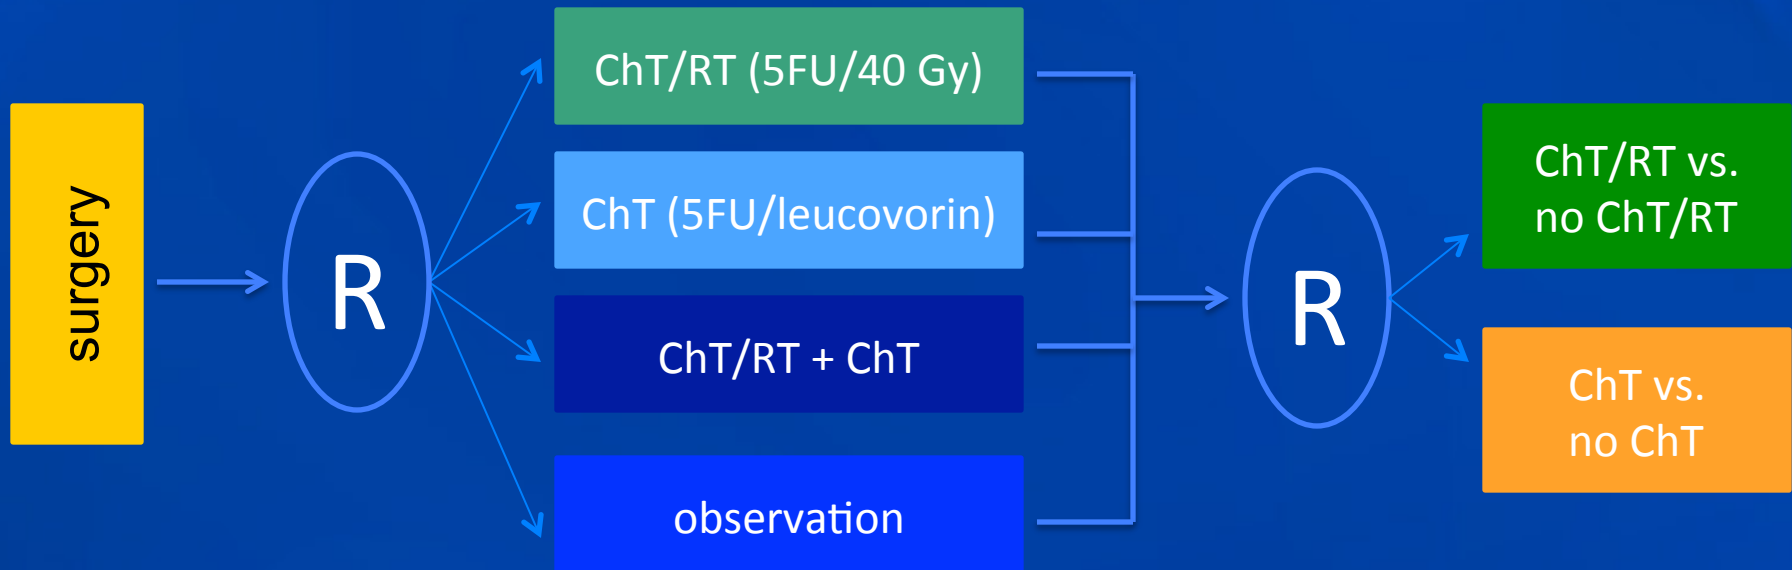 surgery
R
ChT/RT (5FU/40 Gy)
ChT (5FU/leucovorin)
ChT/RT + ChT
observation
R
ChT/RT vs.
no ChT/RT
ChT vs.
no ChT